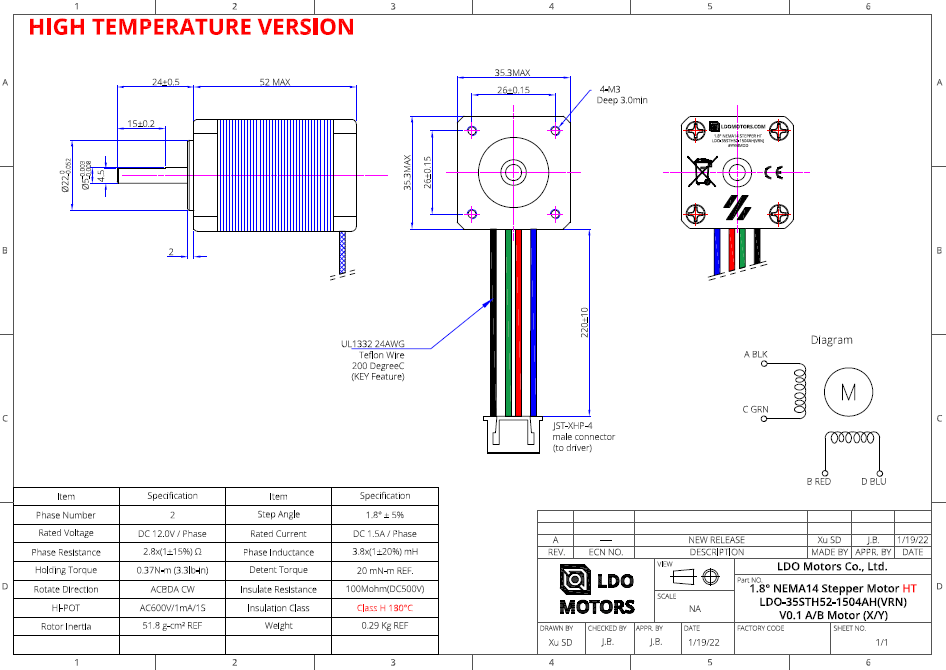 1 2 3 4 5 6
HIGH TEMPERATURE VERSION
A
A
24±0.5
52 MAX
15±0.2
Ø22
4.5
2
35.3MAX
26±0.15
4-M3
Deep 3.0min
35.3MAX
26±0.15
LDOMOTORS.COM
1.8° NEMA14 STEPPER HT
LDO-35STH52-1504AH(VRN)
CE
B
B
220±10
UL1332 24AWG
Teflon Wire
200 DegreeC
(KEY Feature)
JST-XHP-4
male connector
(to driver)
Diagram
A BLK
M
C GRN
B RED D BLU
C
C
Item Specification Item Specification
Phase Number 2 Step Angle 1.8° ± 5%
Rated Voltage DC 12.0V / Phase Rated Current DC 1.5A / Phase
Phase Resistance 2.8x(1±15%) Ω Phase Inductance 3.8x(1±20%) mH
Holding Torque 0.37N-m (3.3lb-in) Detent Torque 20 mN-m REF.
Rotate Direction ACBDA CW Insulate Resistance 100Mohm(DC500V)
HI-POT AC600V/1mA/1S Insulation Class Class H 180°C
Rotor Inertia 51.8 g-cm² REF Weight 0.29 Kg REF
D
D
A — NEW RELEASE Xu SD J.B. 1/19/22
REV. ECN NO. DESCRIPTION MADE BY APPR. BY DATE
LDO
MOTORS
VIEW
SCALE
NA
LDO Motors Co., Ltd.
Part NO.
1.8° NEMA14 Stepper Motor HT
LDO-35STH52-1504AH(VRN)
V0.1 A/B Motor (X/Y)
DRAWN BY CHECKED BY APPR. BY DATE FACTORY CODE SHEET NO.
Xu SD J.B. J.B. 1/19/22 1/1
1 2 3 4 5 6